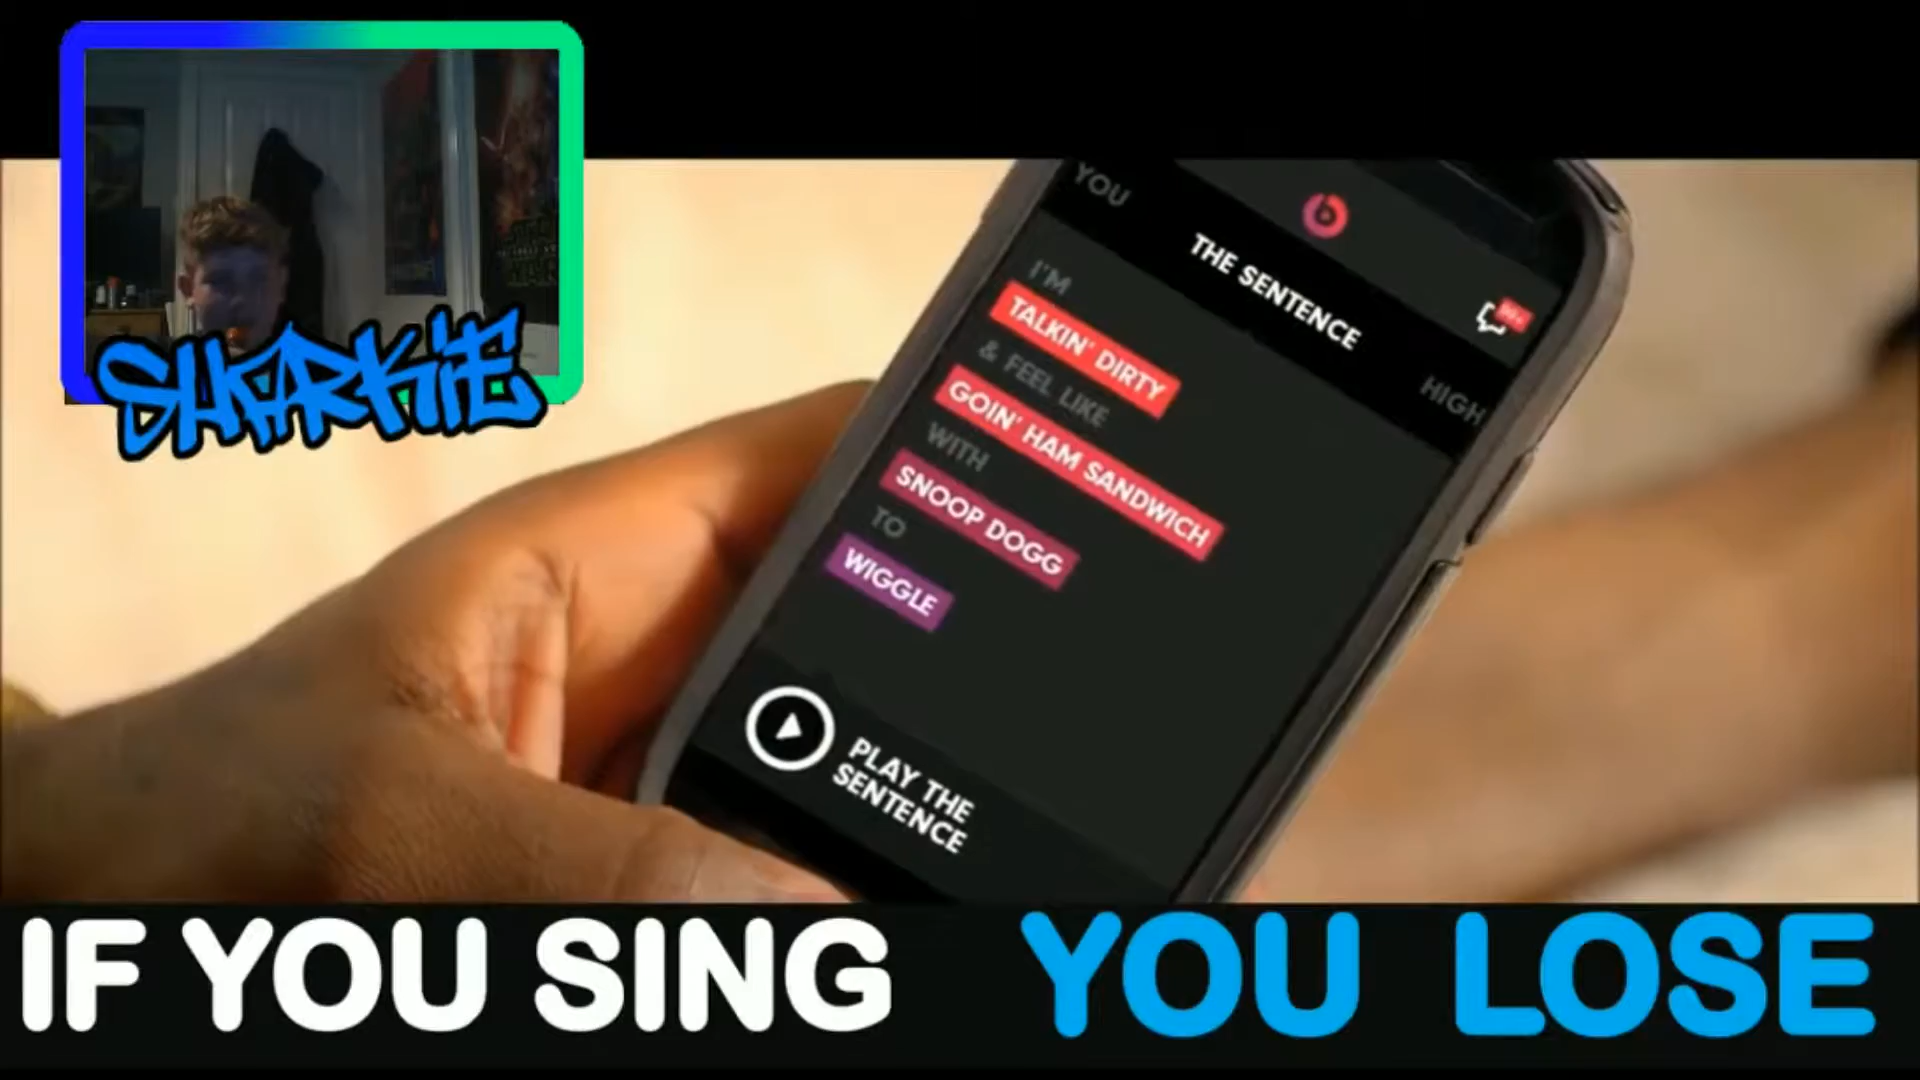 SHARKiE
YOU
THE SENTENCE
HIGH
I'M
TALKIN' DIRTY
& FEEL LIKE
GOIN' HAM SANDWICH
WITH
SNOOP DOGG
TO
WIGGLE
PLAY THE
SENTENCE
IF YOU SING YOU LOSE